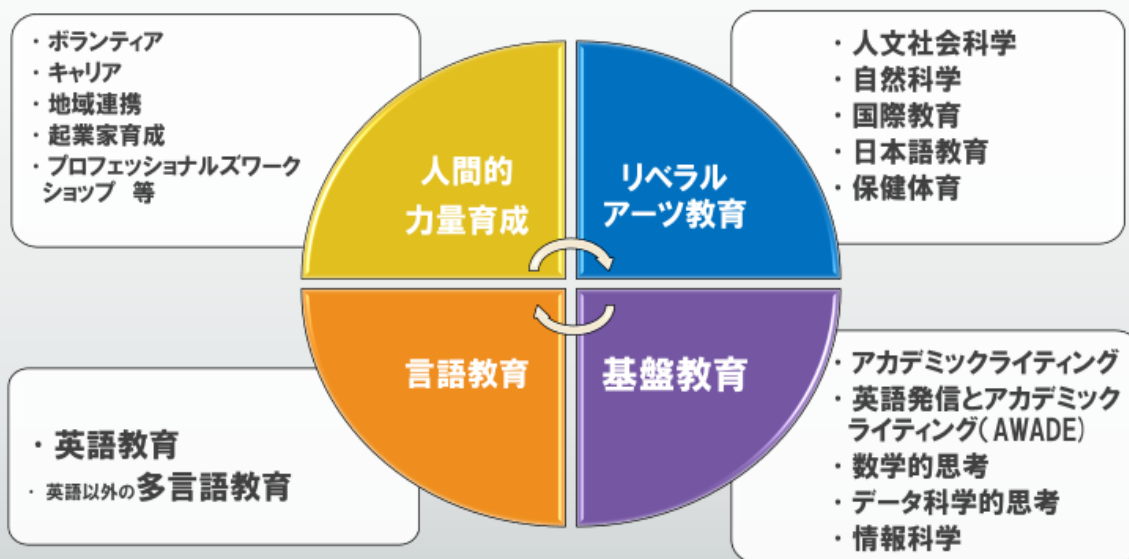 ・ボランティア
・キャリア
・地域連携
・起業家育成
・プロフェッショナルズワーク
ショップ 等
人間的
力量育成
リベラル
アーツ教育
・人文社会科学
・自然科学
・国際教育
・日本語教育
・保健体育
言語教育
基盤教育
・英語教育
・英語以外の多言語教育
・アカデミックライティング
・英語発信とアカデミック
ライティング(AWADE)
・数学的思考
・データ科学的思考
・情報科学